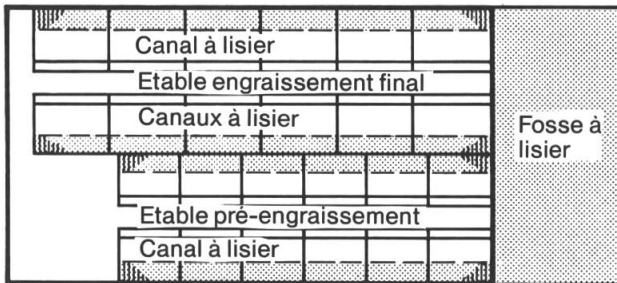 Canal à lisier
Etable engraissement final
Canaux à lisier
Fosse à
lisier
Etable pré-engraissement
Canal à lisier